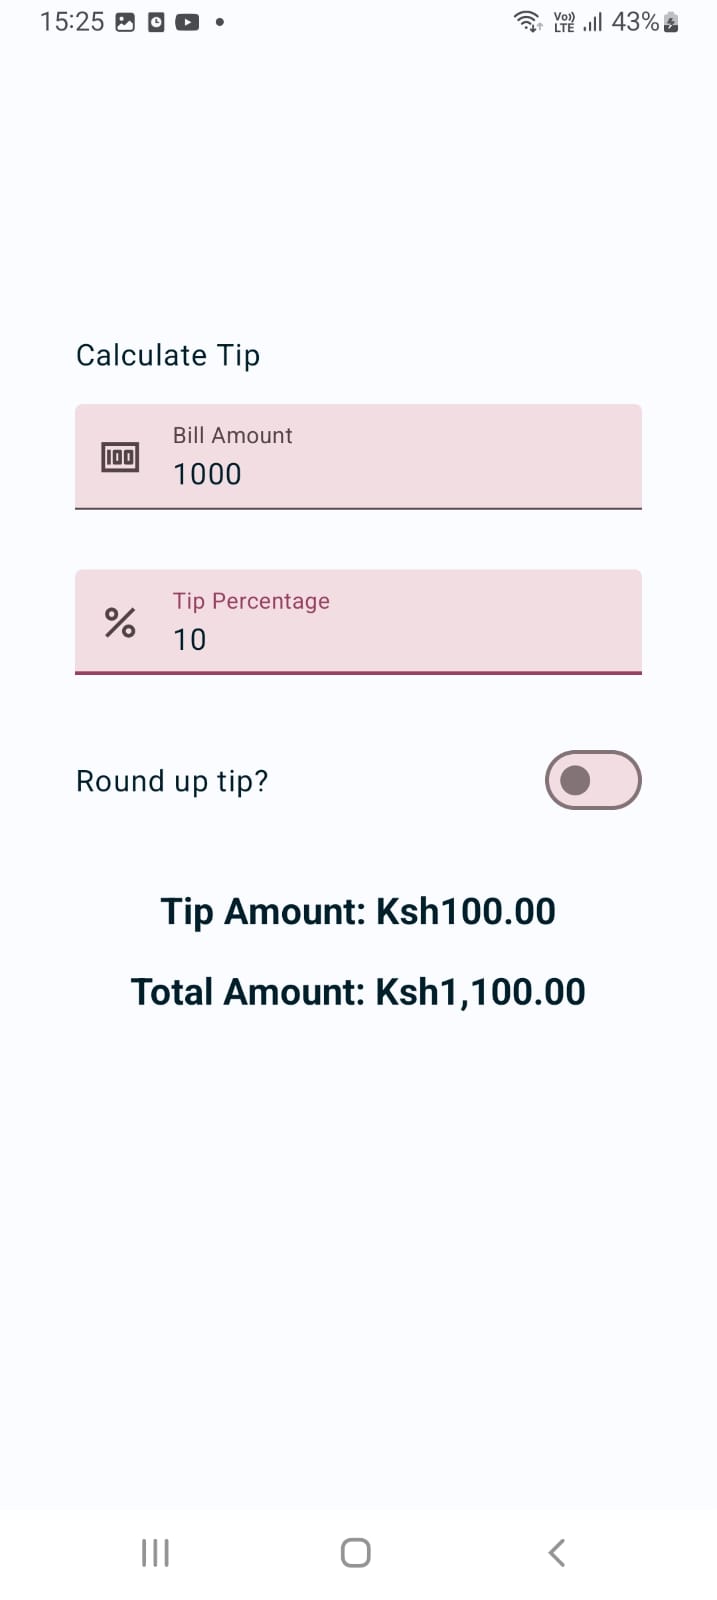 15:25 Vo)) LTE 43%
Calculate Tip
100 Bill Amount
1000
% Tip Percentage
10
Round up tip?
Tip Amount: Ksh100.00
Total Amount: Ksh1,100.00